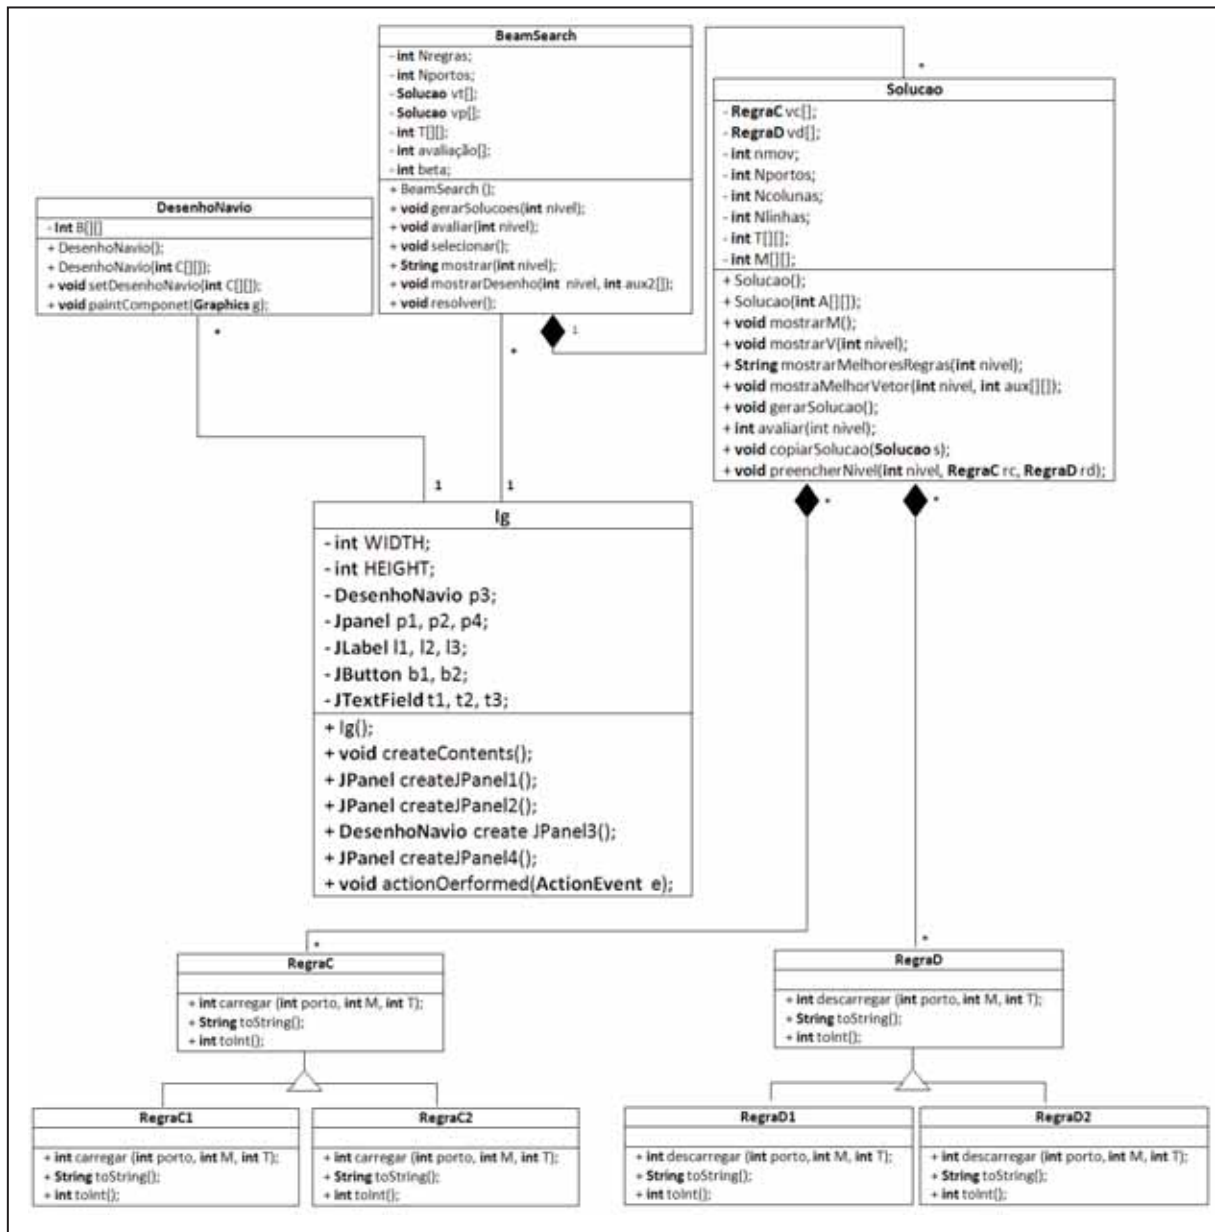 BeamSearch
- int Nregras;
- int Nportos;
- Solucao vt[];
- Solucao vp[];
- int T[][];
- int avaliação[];
- int beta;
+ BeamSearch ();
+ void gerarSolucoes(int nivel);
+ void avaliar(int nivel);
+ void selecionar();
+ String mostrar(int nivel);
+ void mostrarDesenho(int nivel, int aux2[]);
+ void resolver();
1
*
*
Solucao
- RegraC vc[];
- RegraD vd[];
- int nmov;
- int Nportos;
- int Ncolunas;
- int Nlinhas;
- int T[][];
- int M[][];
+ Solucao();
+ Solucao(int A[][]);
+ void mostrarM();
+ void mostrarV(int nivel);
+ String mostrarMelhoresRegras(int nivel);
+ void mostraMelhorVetor(int nivel, int aux[][]);
+ void gerarSolucao();
+ int avaliar(int nivel);
+ void copiarSolucao(Solucao s);
+ void preencherNivel(int nivel, RegraC rc, RegraD rd);
*
*
DesenhoNavio
- Int B[][]
+ DesenhoNavio();
+ DesenhoNavio(int C[][]);
+ void setDesenhoNavio(int C[][]);
+ void paintComponet(Graphics g);
*
1
1
Ig
- int WIDTH;
- int HEIGHT;
- DesenhoNavio p3;
- Jpanel p1, p2, p4;
- JLabel l1, l2, l3;
- JButton b1, b2;
- JTextField t1, t2, t3;
+ Ig();
+ void createContents();
+ JPanel createJPanel1();
+ JPanel createJPanel2();
+ DesenhoNavio create JPanel3();
+ JPanel createJPanel4();
+ void actionOerformed(ActionEvent e);
*
RegraC
+ int carregar (int porto, int M, int T);
+ String toString();
+ int toInt();
*
RegraD
+ int descarregar (int porto, int M, int T);
+ String toString();
+ int toInt();
RegraC1
+ int carregar (int porto, int M, int T);
+ String toString();
+ int toInt();
RegraC2
+ int carregar (int porto, int M, int T);
+ String toString();
+ int toInt();
RegraD1
+ int descarregar (int porto, int M, int T);
+ String toString();
+ int toInt();
RegraD2
+ int descarregar (int porto, int M, int T);
+ String toString();
+ int toInt();